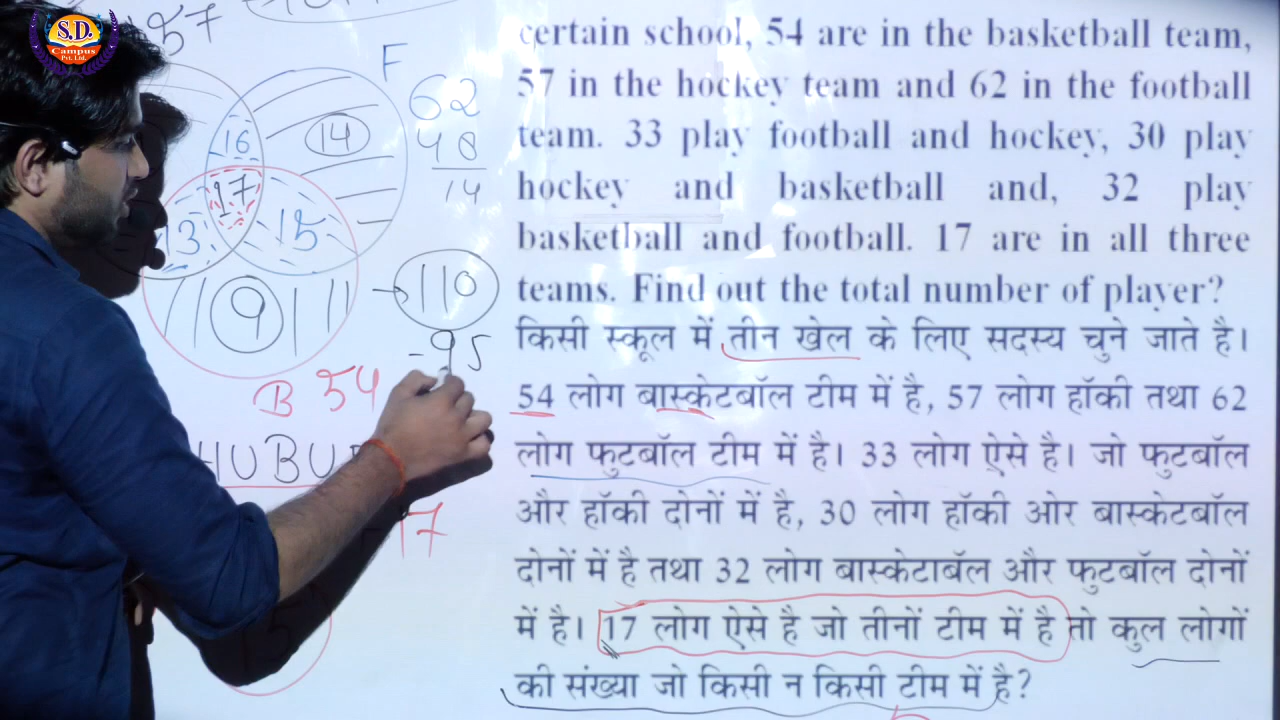 S.D.
Campus
Pvt. Ltd.
57
F
62
48
14
16
14
17
13
15
9
110
-95
B 54
HUBU
17
certain school, 54 are in the basketball team,
57 in the hockey team and 62 in the football
team. 33 play football and hockey, 30 play
hockey and basketball and, 32 play
basketball and football. 17 are in all three
teams. Find out the total number of player?
किसी स्कूल में तीन खेल के लिए सदस्य चुने जाते है।
54 लोग बास्केटबॉल टीम में है, 57 लोग हॉकी तथा 62
लोग फुटबॉल टीम में है। 33 लोग ऐसे है। जो फुटबॉल
और हॉकी दोनों में है, 30 लोग हॉकी ओर बास्केटबॉल
दोनों में है तथा 32 लोग बास्केटाबॅल और फुटबॉल दोनों
में है। 17 लोग ऐसे है जो तीनों टीम में है तो कुल लोगों
की संख्या जो किसी न किसी टीम में है?